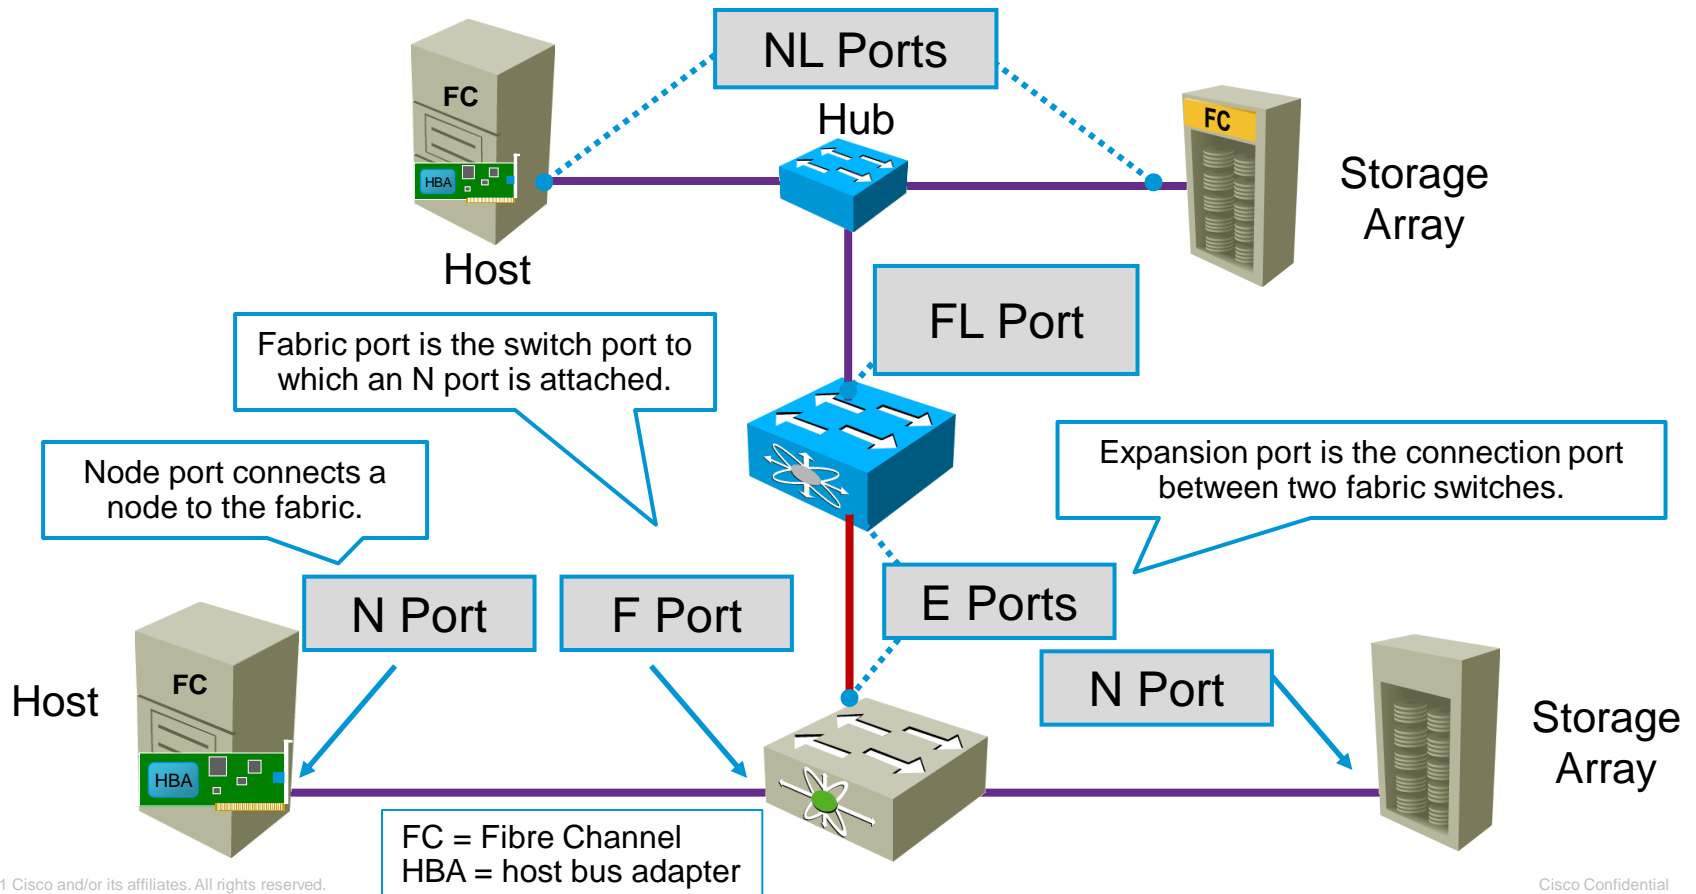 NL Ports
FC
Hub
FC
HBA
Storage
Array
Host
FL Port
Fabric port is the switch port to
which an N port is attached.
Node port connects a
node to the fabric.
Expansion port is the connection port
between two fabric switches.
N Port
F Port
E Ports
N Port
FC
Host
HBA
Storage
Array
FC = Fibre Channel
HBA = host bus adapter
1 Cisco and/or its affiliates. All rights reserved.
Cisco Confidential